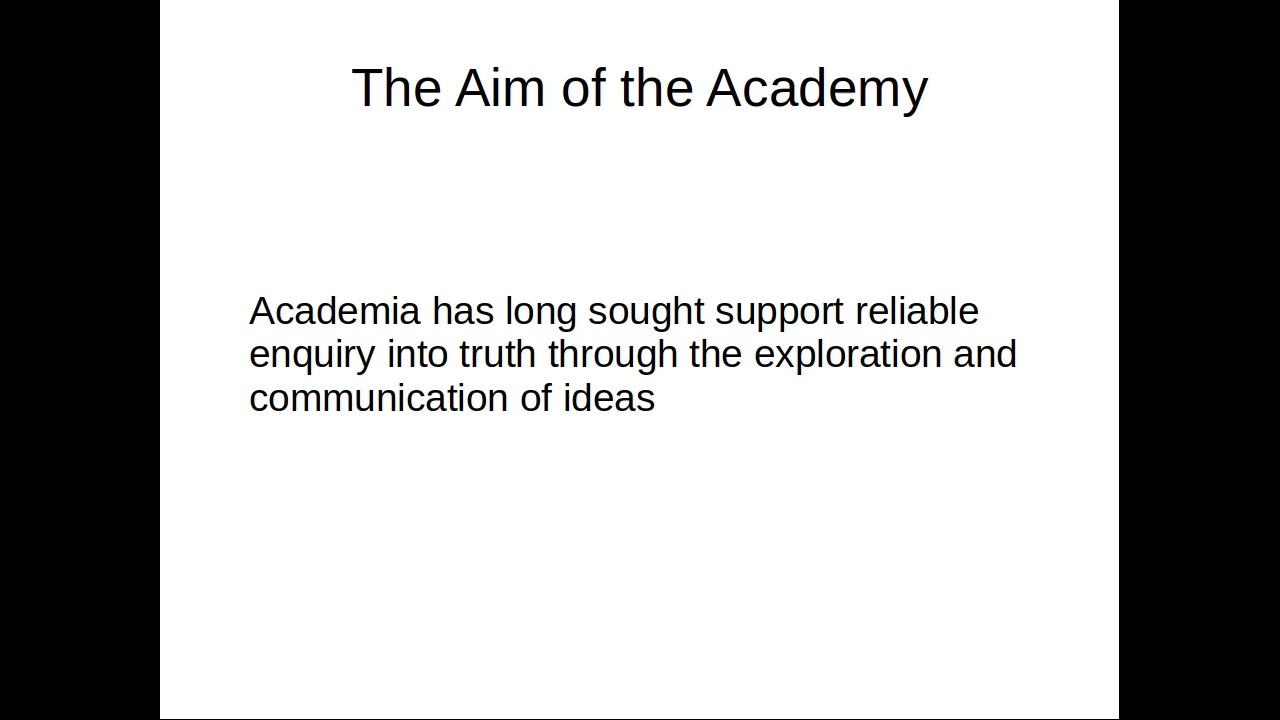 The Aim of the Academy
Academia has long sought support reliable
enquiry into truth through the exploration and
communication of ideas